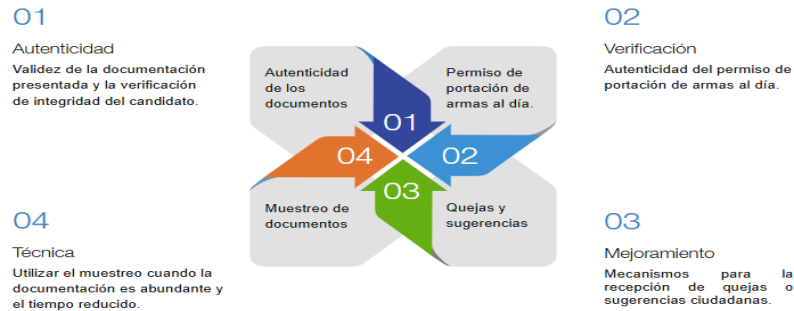 01
Autenticidad
Validez de la documentación
presentada y la verificación
de integridad del candidato.
02
Verificación
Autenticidad del permiso de
portación de armas al día.
Autenticidad
de los
documentos
Permiso de
portación de
armas al día.
01
02
03
04
Muestreo de
documentos
Quejas y
sugerencias
04
Técnica
Utilizar el muestreo cuando la
documentación es abundante y
el tiempo reducido.
03
Mejoramiento
Mecanismos para la
recepción de quejas o
sugerencias ciudadanas.